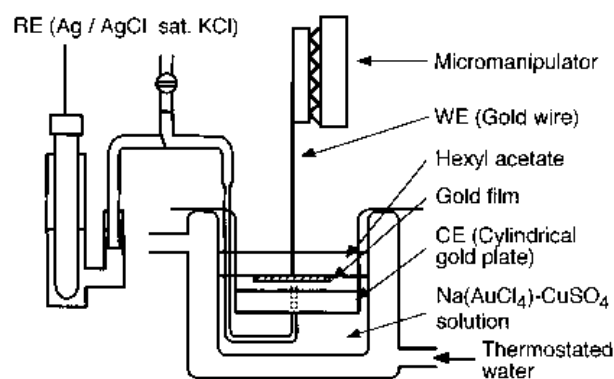 RE (Ag / AgCl sat. KCl)
Micromanipulator
WE (Gold wire)
Hexyl acetate
Gold film
CE (Cylindrical
gold plate)
Na(AuCl4)-CuSO4
solution
Thermostated
water